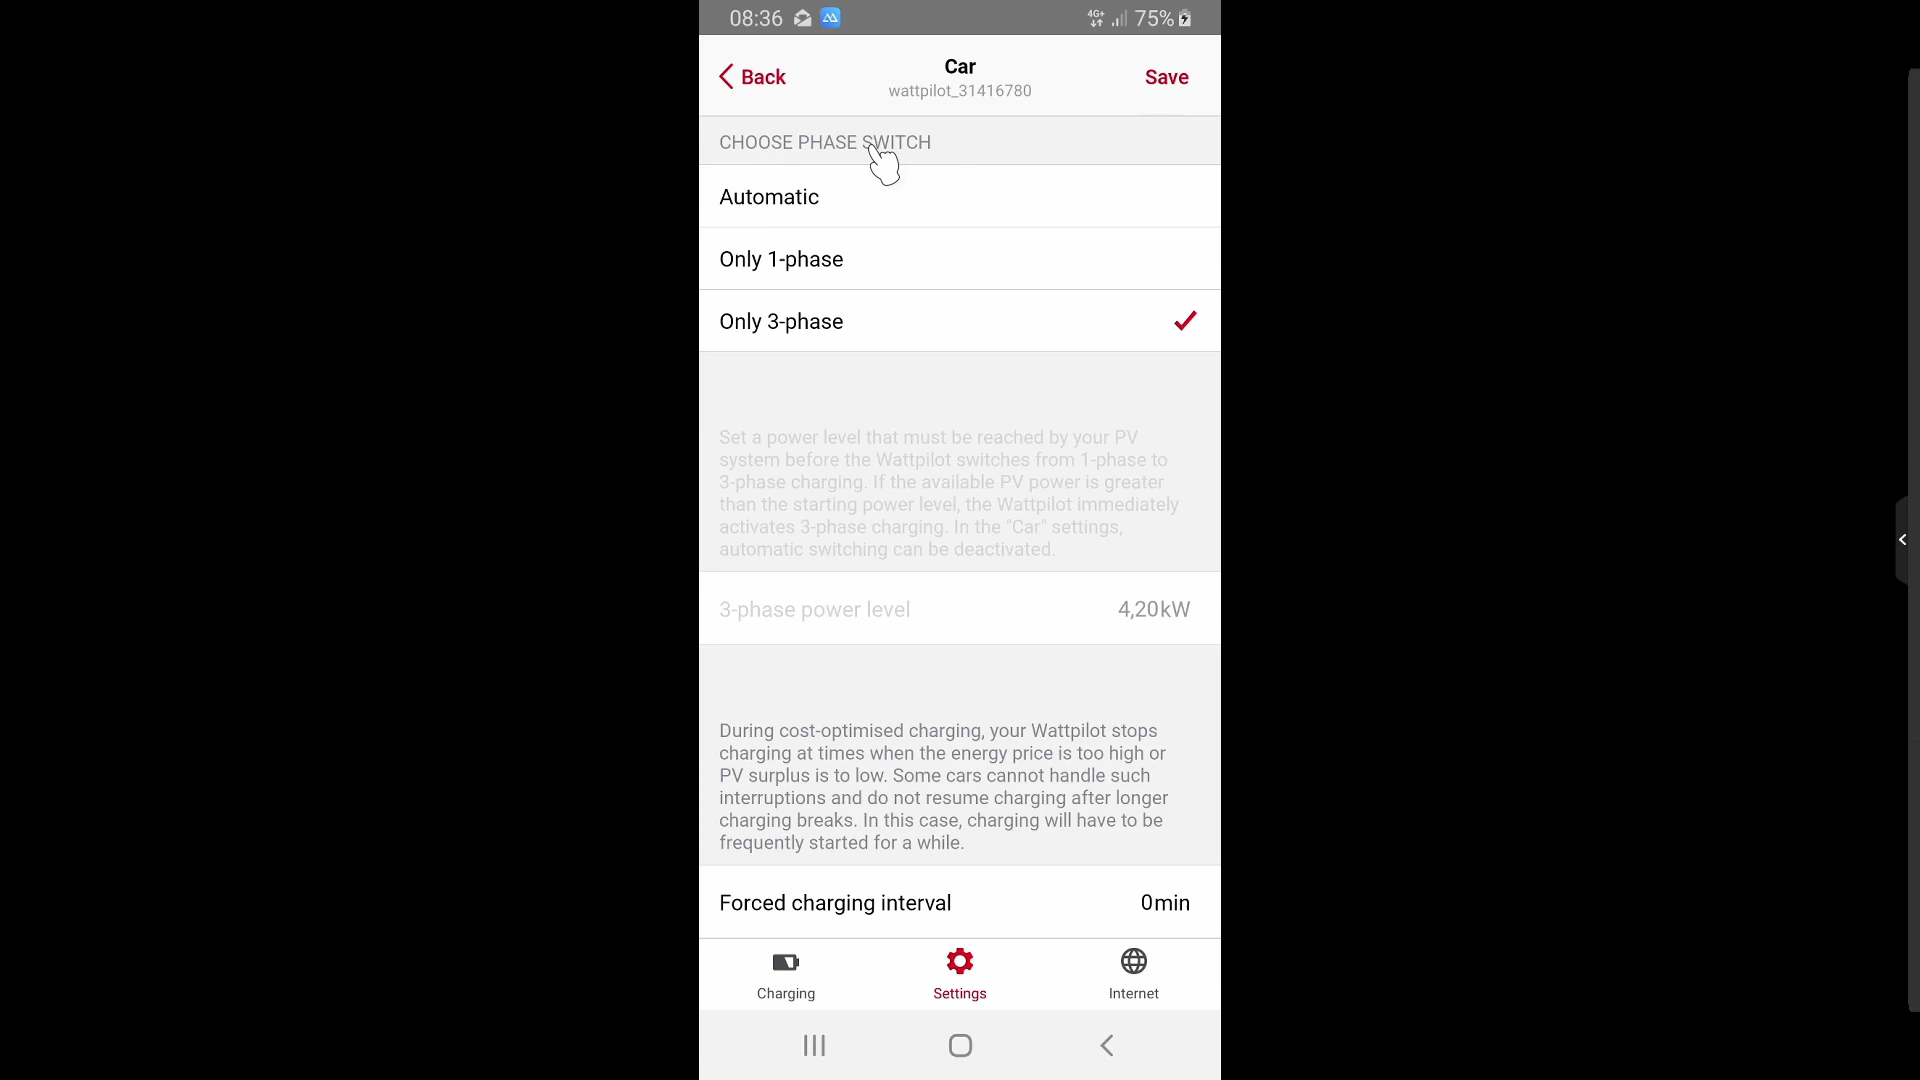 08:36
4G+ 75%
Back
Car
Save
wattpilot_31416780
CHOOSE PHASE SWITCH
Automatic
Only 1-phase
Only 3-phase
Set a power level that must be reached by your PV
system before the Wattpilot switches from 1-phase to
3-phase charging. If the available PV power is greater
than the starting power level, the Wattpilot immediately
activates 3-phase charging. In the "Car" settings,
automatic switching can be deactivated.
3-phase power level 4,20kW
During cost-optimised charging, your Wattpilot stops
charging at times when the energy price is too high or
PV surplus is to low. Some cars cannot handle such
interruptions and do not resume charging after longer
charging breaks. In this case, charging will have to be
frequently started for a while.
Forced charging interval 0min
Charging
Settings
Internet